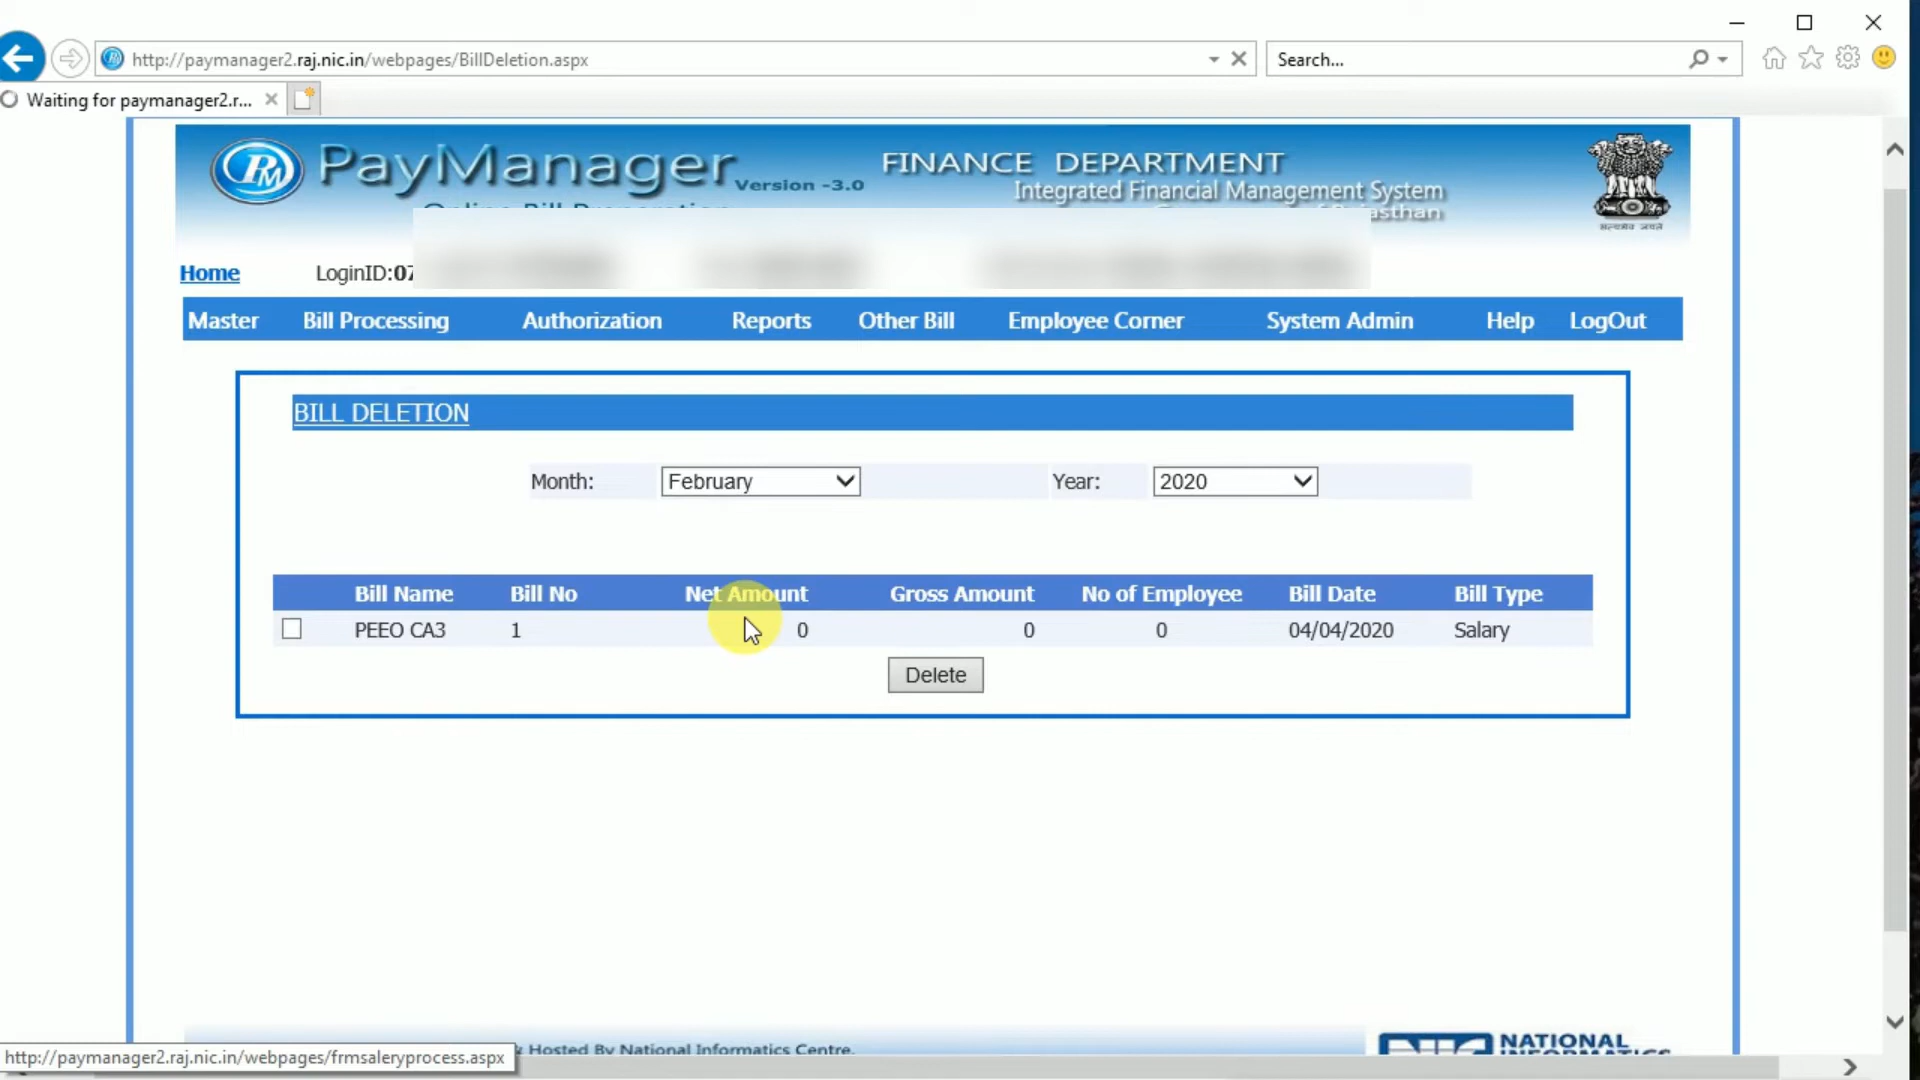 http://paymanager2.raj.nic.in/webpages/BillDeletion.aspx
Search...
Waiting for paymanager2.r...
PM PayManager Version -3.0
FINANCE DEPARTMENT
Integrated Financial Management System
सत्यमेव जयते
Home LoginID:07
Master Bill Processing Authorization Reports Other Bill Employee Corner System Admin Help LogOut
BILL DELETION
Month: February Year: 2020
Bill Name Bill No Net Amount Gross Amount No of Employee Bill Date Bill Type
PEEO CA3 1 0 0 0 04/04/2020 Salary
Delete
Hosted By National Informatics Centre.
NATIONAL
http://paymanager2.raj.nic.in/webpages/frmsaleryprocess.aspx